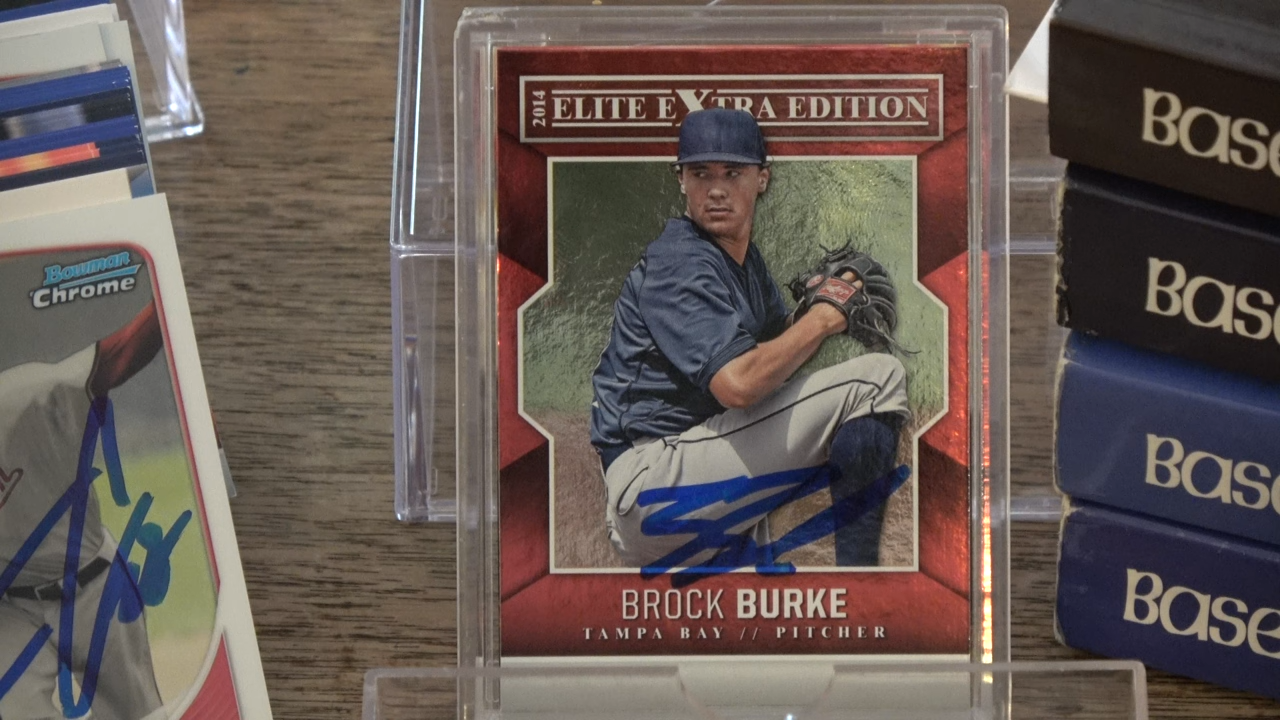 2014
ELITE EXTRA EDITION
BROCK BURKE
TAMPA BAY // PITCHER
Bowman
Chrome
Base
Base
Base
Base